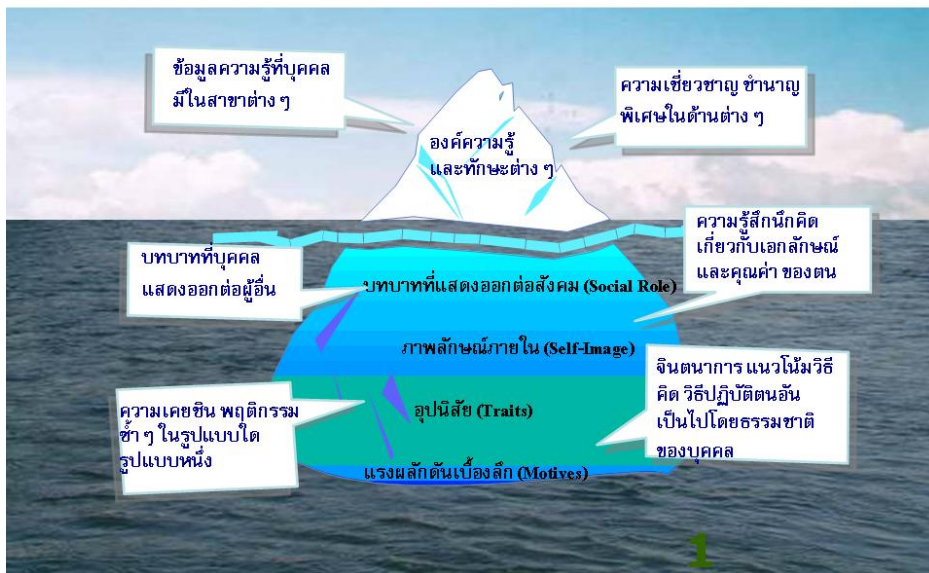 ข้อมูลความรู้ที่บุคคล
มีในสาขาต่าง ๆ
ความเชี่ยวชาญ ชำนาญ
พิเศษในด้านต่าง ๆ
องค์ความรู้
และทักษะต่าง ๆ
บทบาทที่บุคคล
แสดงออกต่อผู้อื่น
ความรู้สึกนึกคิด
เกี่ยวกับเอกลักษณ์
และคุณค่า ของตน
บทบาทที่แสดงออกต่อสังคม (Social Role)
ภาพลักษณ์ภายใน (Self-Image)
ความเคยชิน พฤติกรรม
ซ้ำ ๆ ในรูปแบบใด
รูปแบบหนึ่ง
อุปนิสัย (Traits)
จินตนาการ แนวโน้มวิธี
คิด วิธีปฏิบัติตนอัน
เป็นไปโดยธรรมชาติ
ของบุคคล
แรงผลักดันเบื้องลึก (Motives)
1